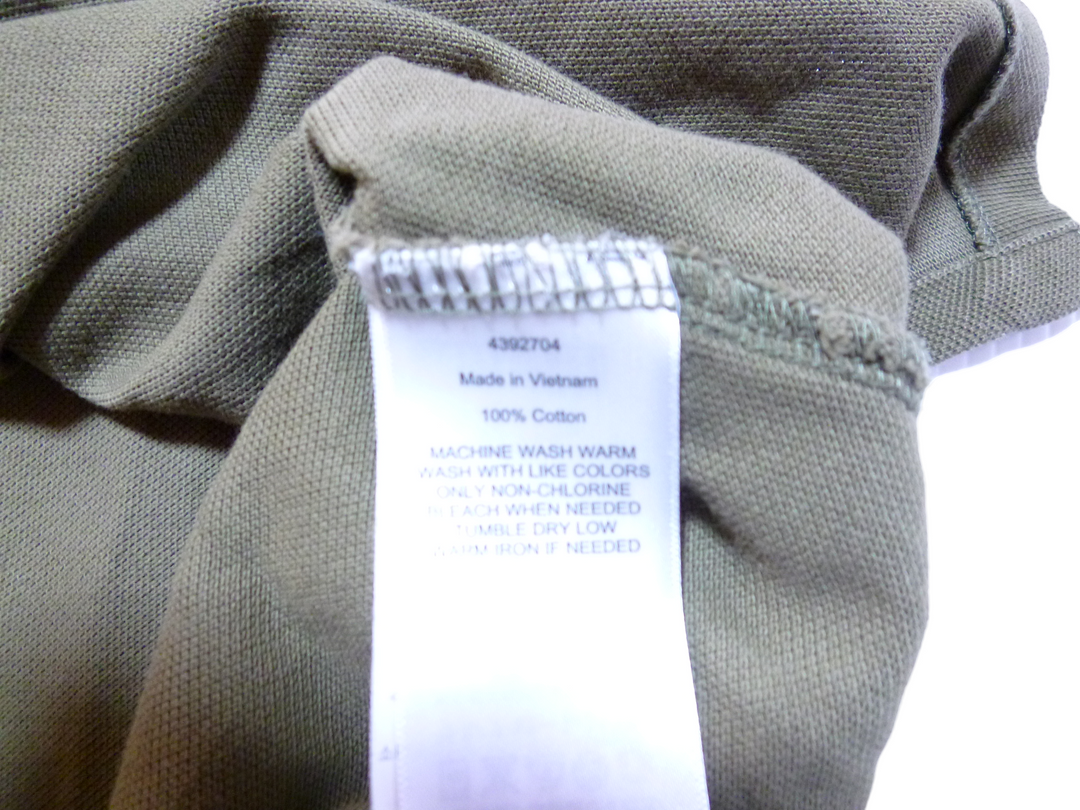 4392704
Made in Vietnam
100% Cotton
MACHINE WASH WARM
WASH WITH LIKE COLORS
ONLY NON-CHLORINE
BLEACH WHEN NEEDED
TUMBLE DRY LOW
WARM IRON IF NEEDED